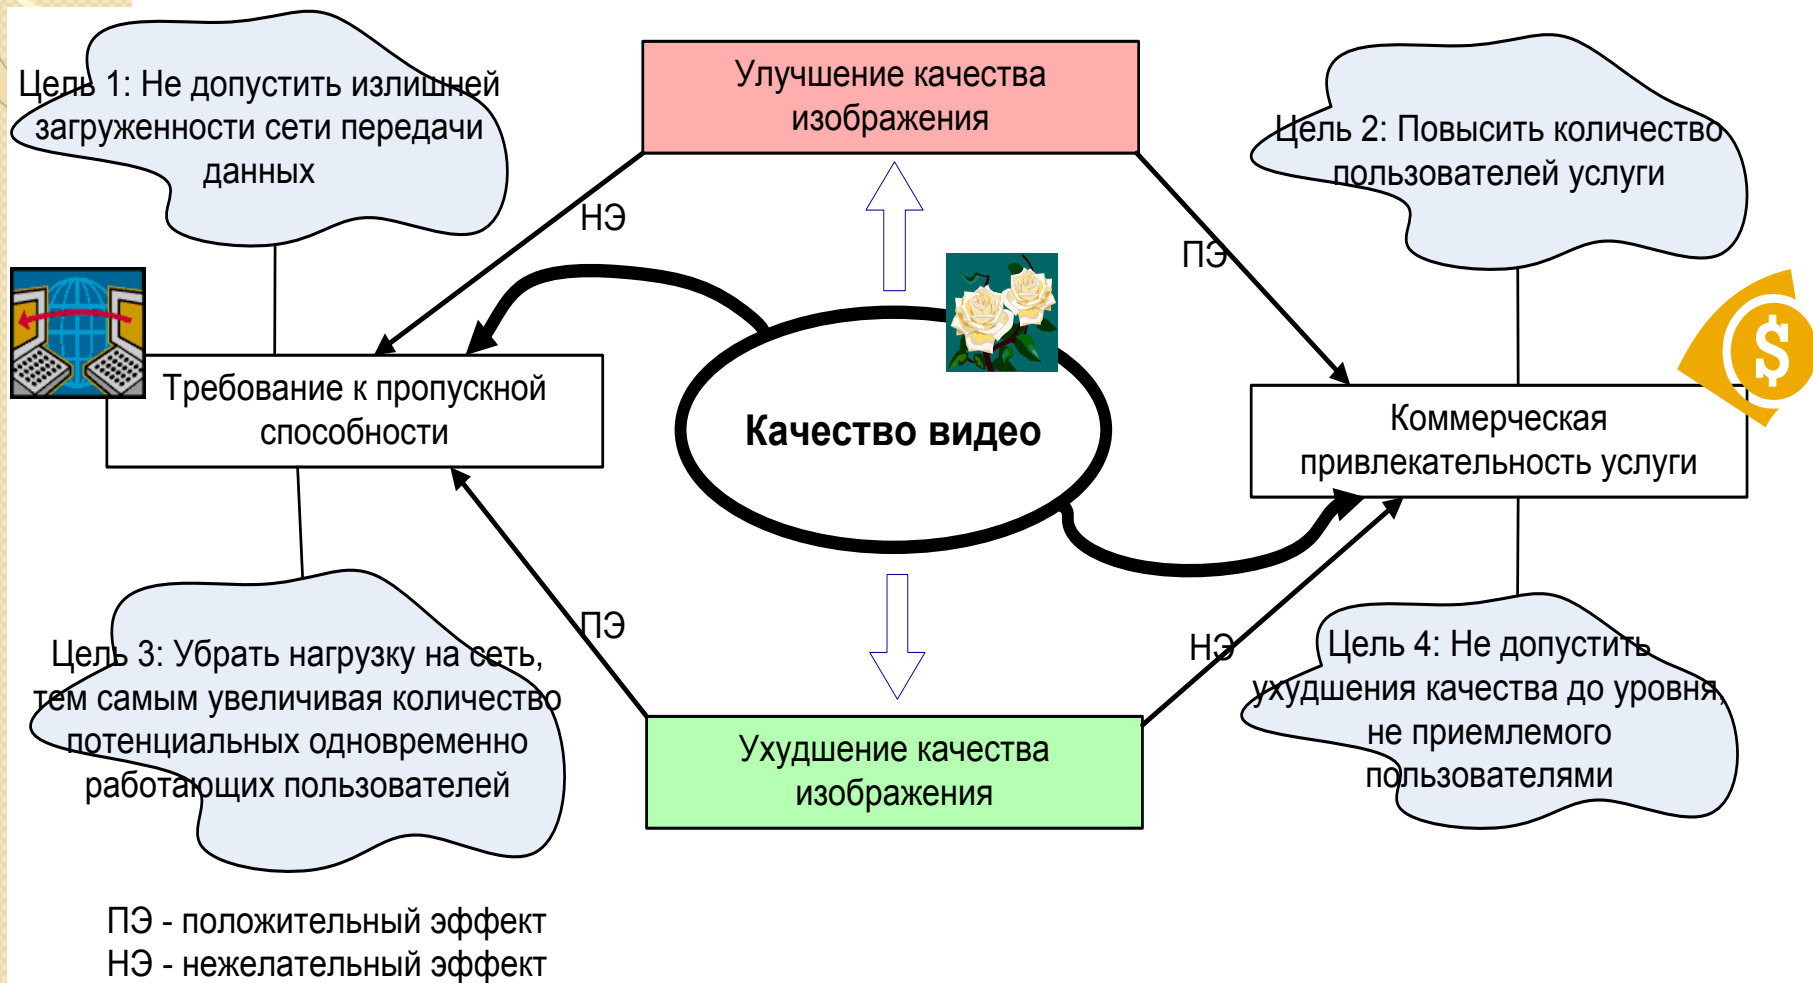 Цель 1: Не допустить излишней
загруженности сети передачи
данных
Улучшение качества
изображения
Цель 2: Повысить количество
пользователей услуги
НЭ
ПЭ
Требование к пропускной
способности
Качество видео
$
Коммерческая
привлекательность услуги
ПЭ
НЭ
Цель 3: Убрать нагрузку на сеть,
тем самым увеличивая количество
потенциальных одновременно
работающих пользователей
Ухудшение качества
изображения
Цель 4: Не допустить
ухудшения качества до уровня,
не приемлемого
пользователями
ПЭ - положительный эффект
НЭ - нежелательный эффект